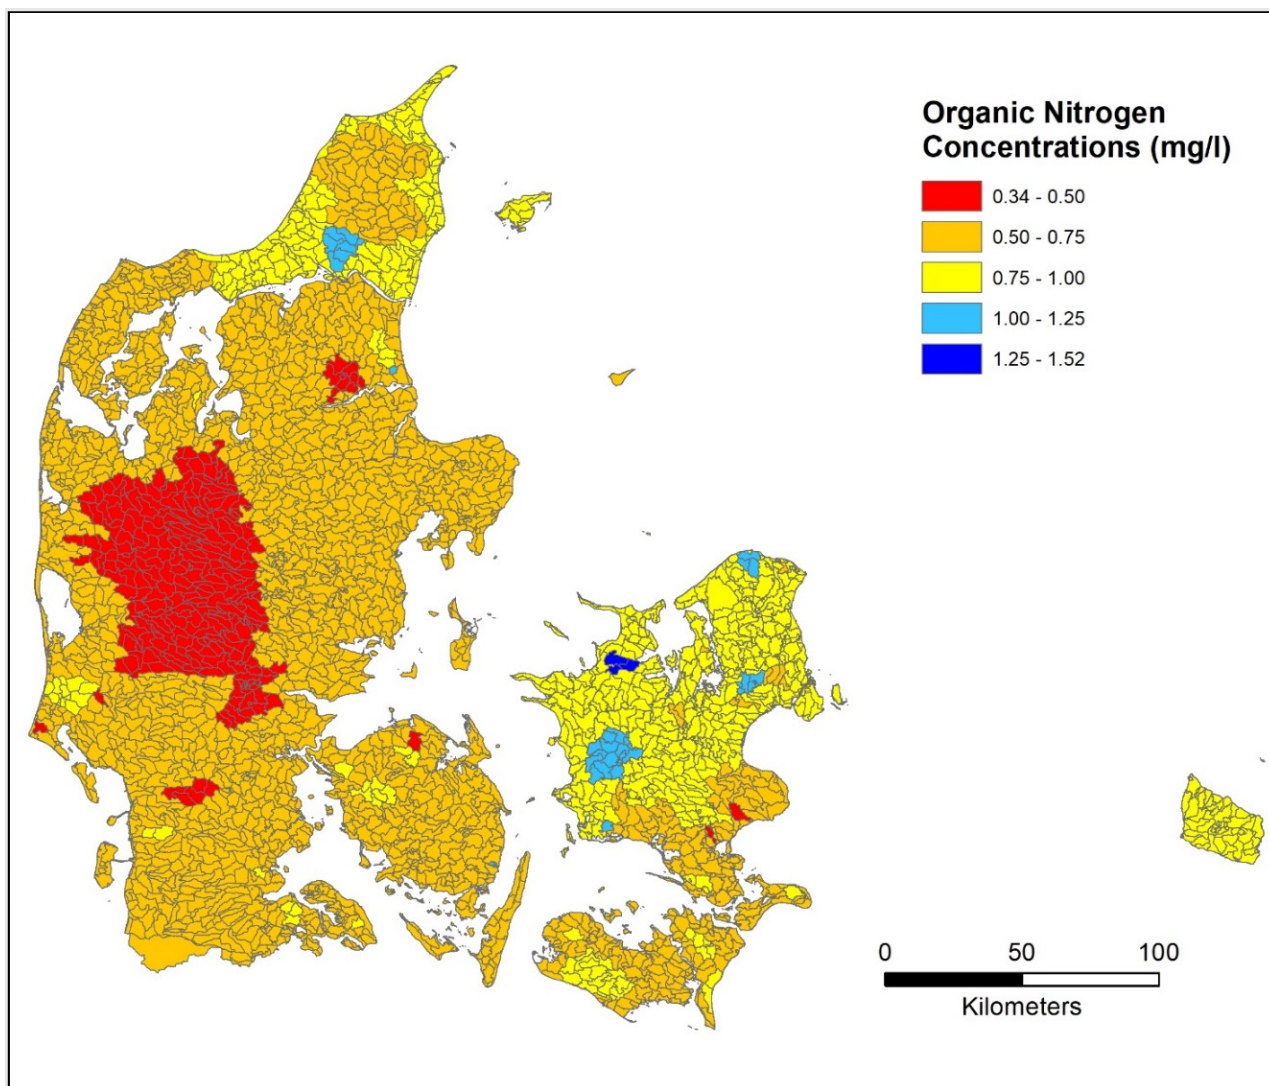 Organic Nitrogen
Concentrations (mg/l)
0.34 - 0.50
0.50 - 0.75
0.75 - 1.00
1.00 - 1.25
1.25 - 1.52
0 50 100
Kilometers